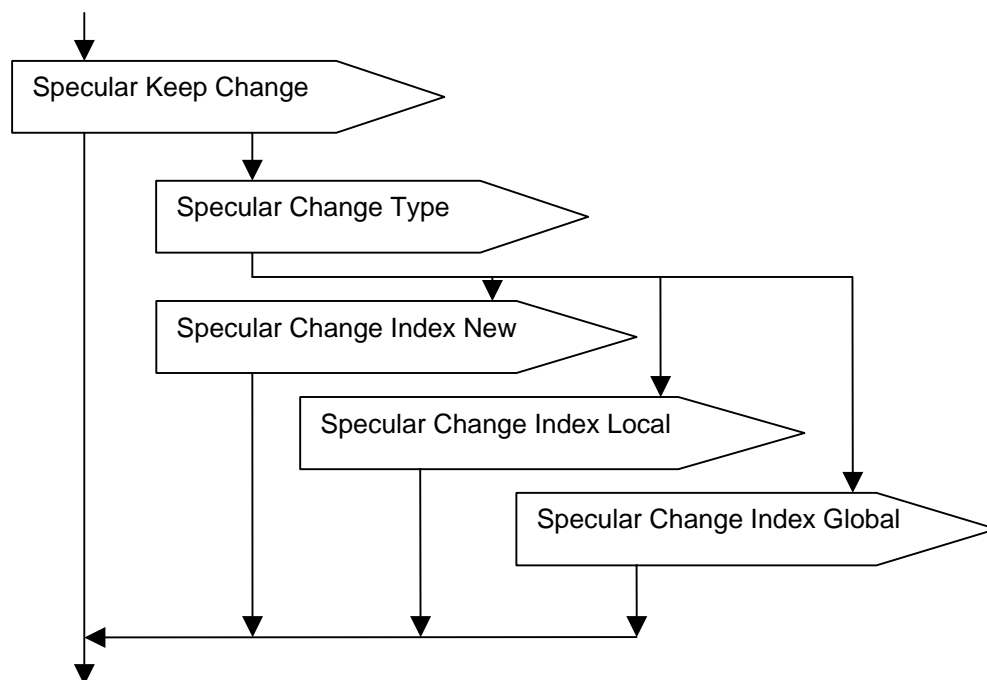 Specular Keep Change
Specular Change Type
Specular Change Index New
Specular Change Index Local
Specular Change Index Global